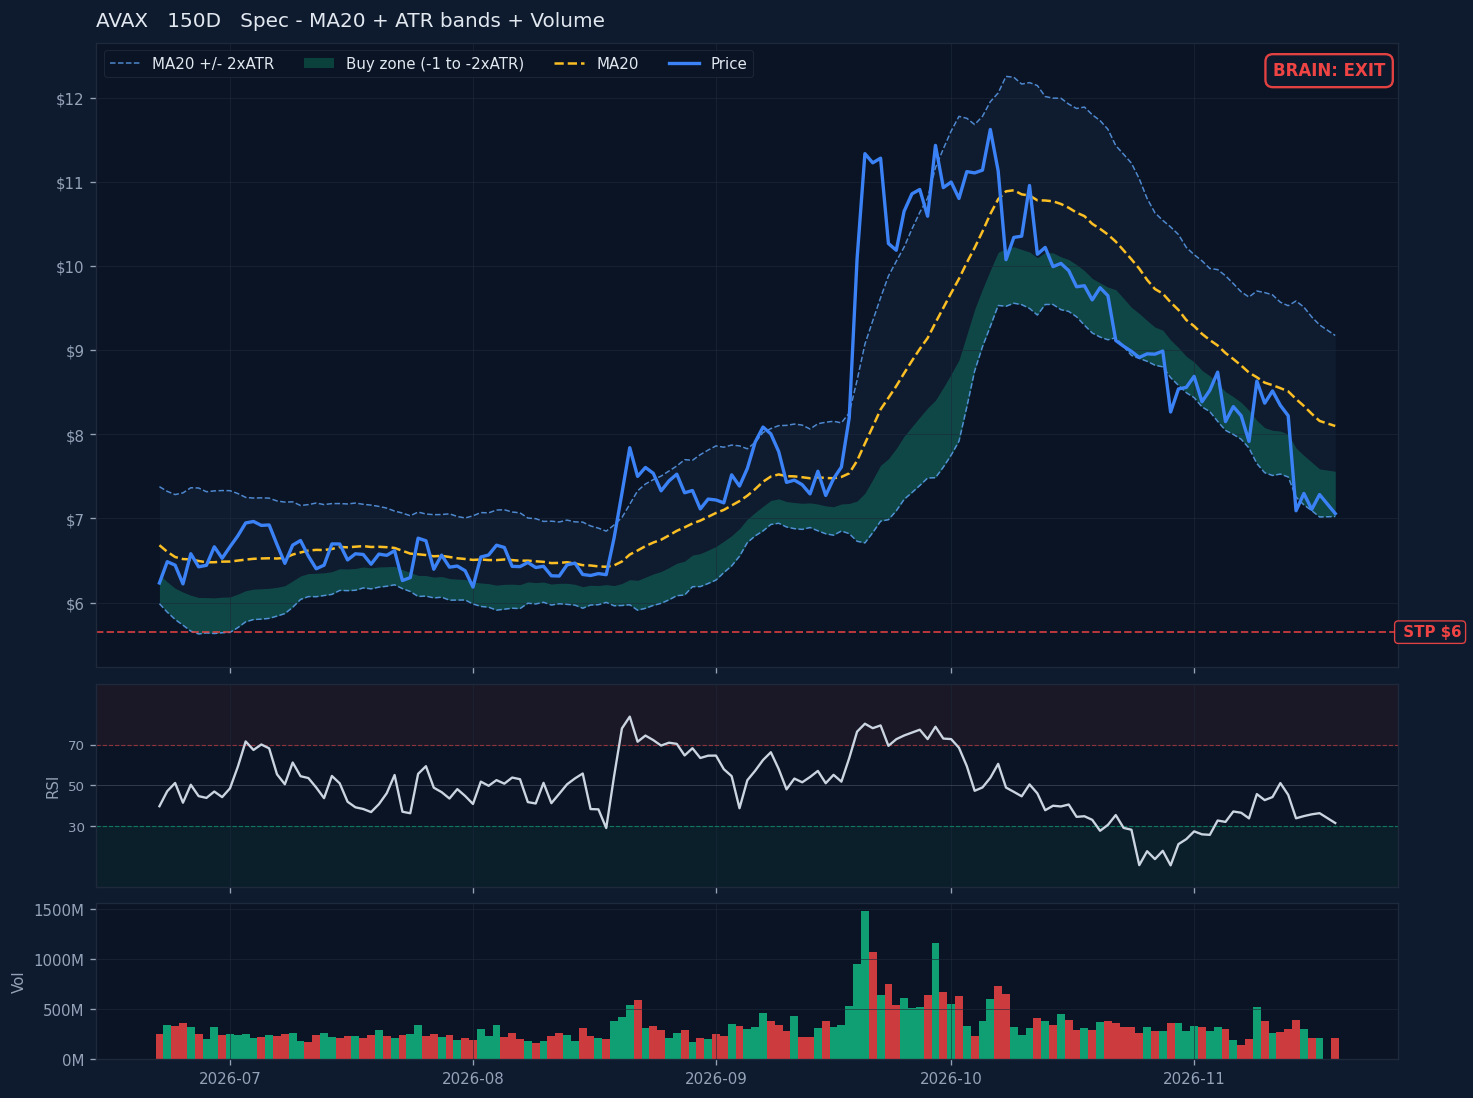 AVAX   150D   Spec - MA20 + ATR bands + Volume
MA20 +/- 2xATR
Buy zone (-1 to -2xATR)
MA20
Price
BRAIN: EXIT
$12
$11
$10
$9
$8
$7
$6
STP $6
RSI
70
50
30
Vol
1500M
1000M
500M
0M
2026-07
2026-08
2026-09
2026-10
2026-11